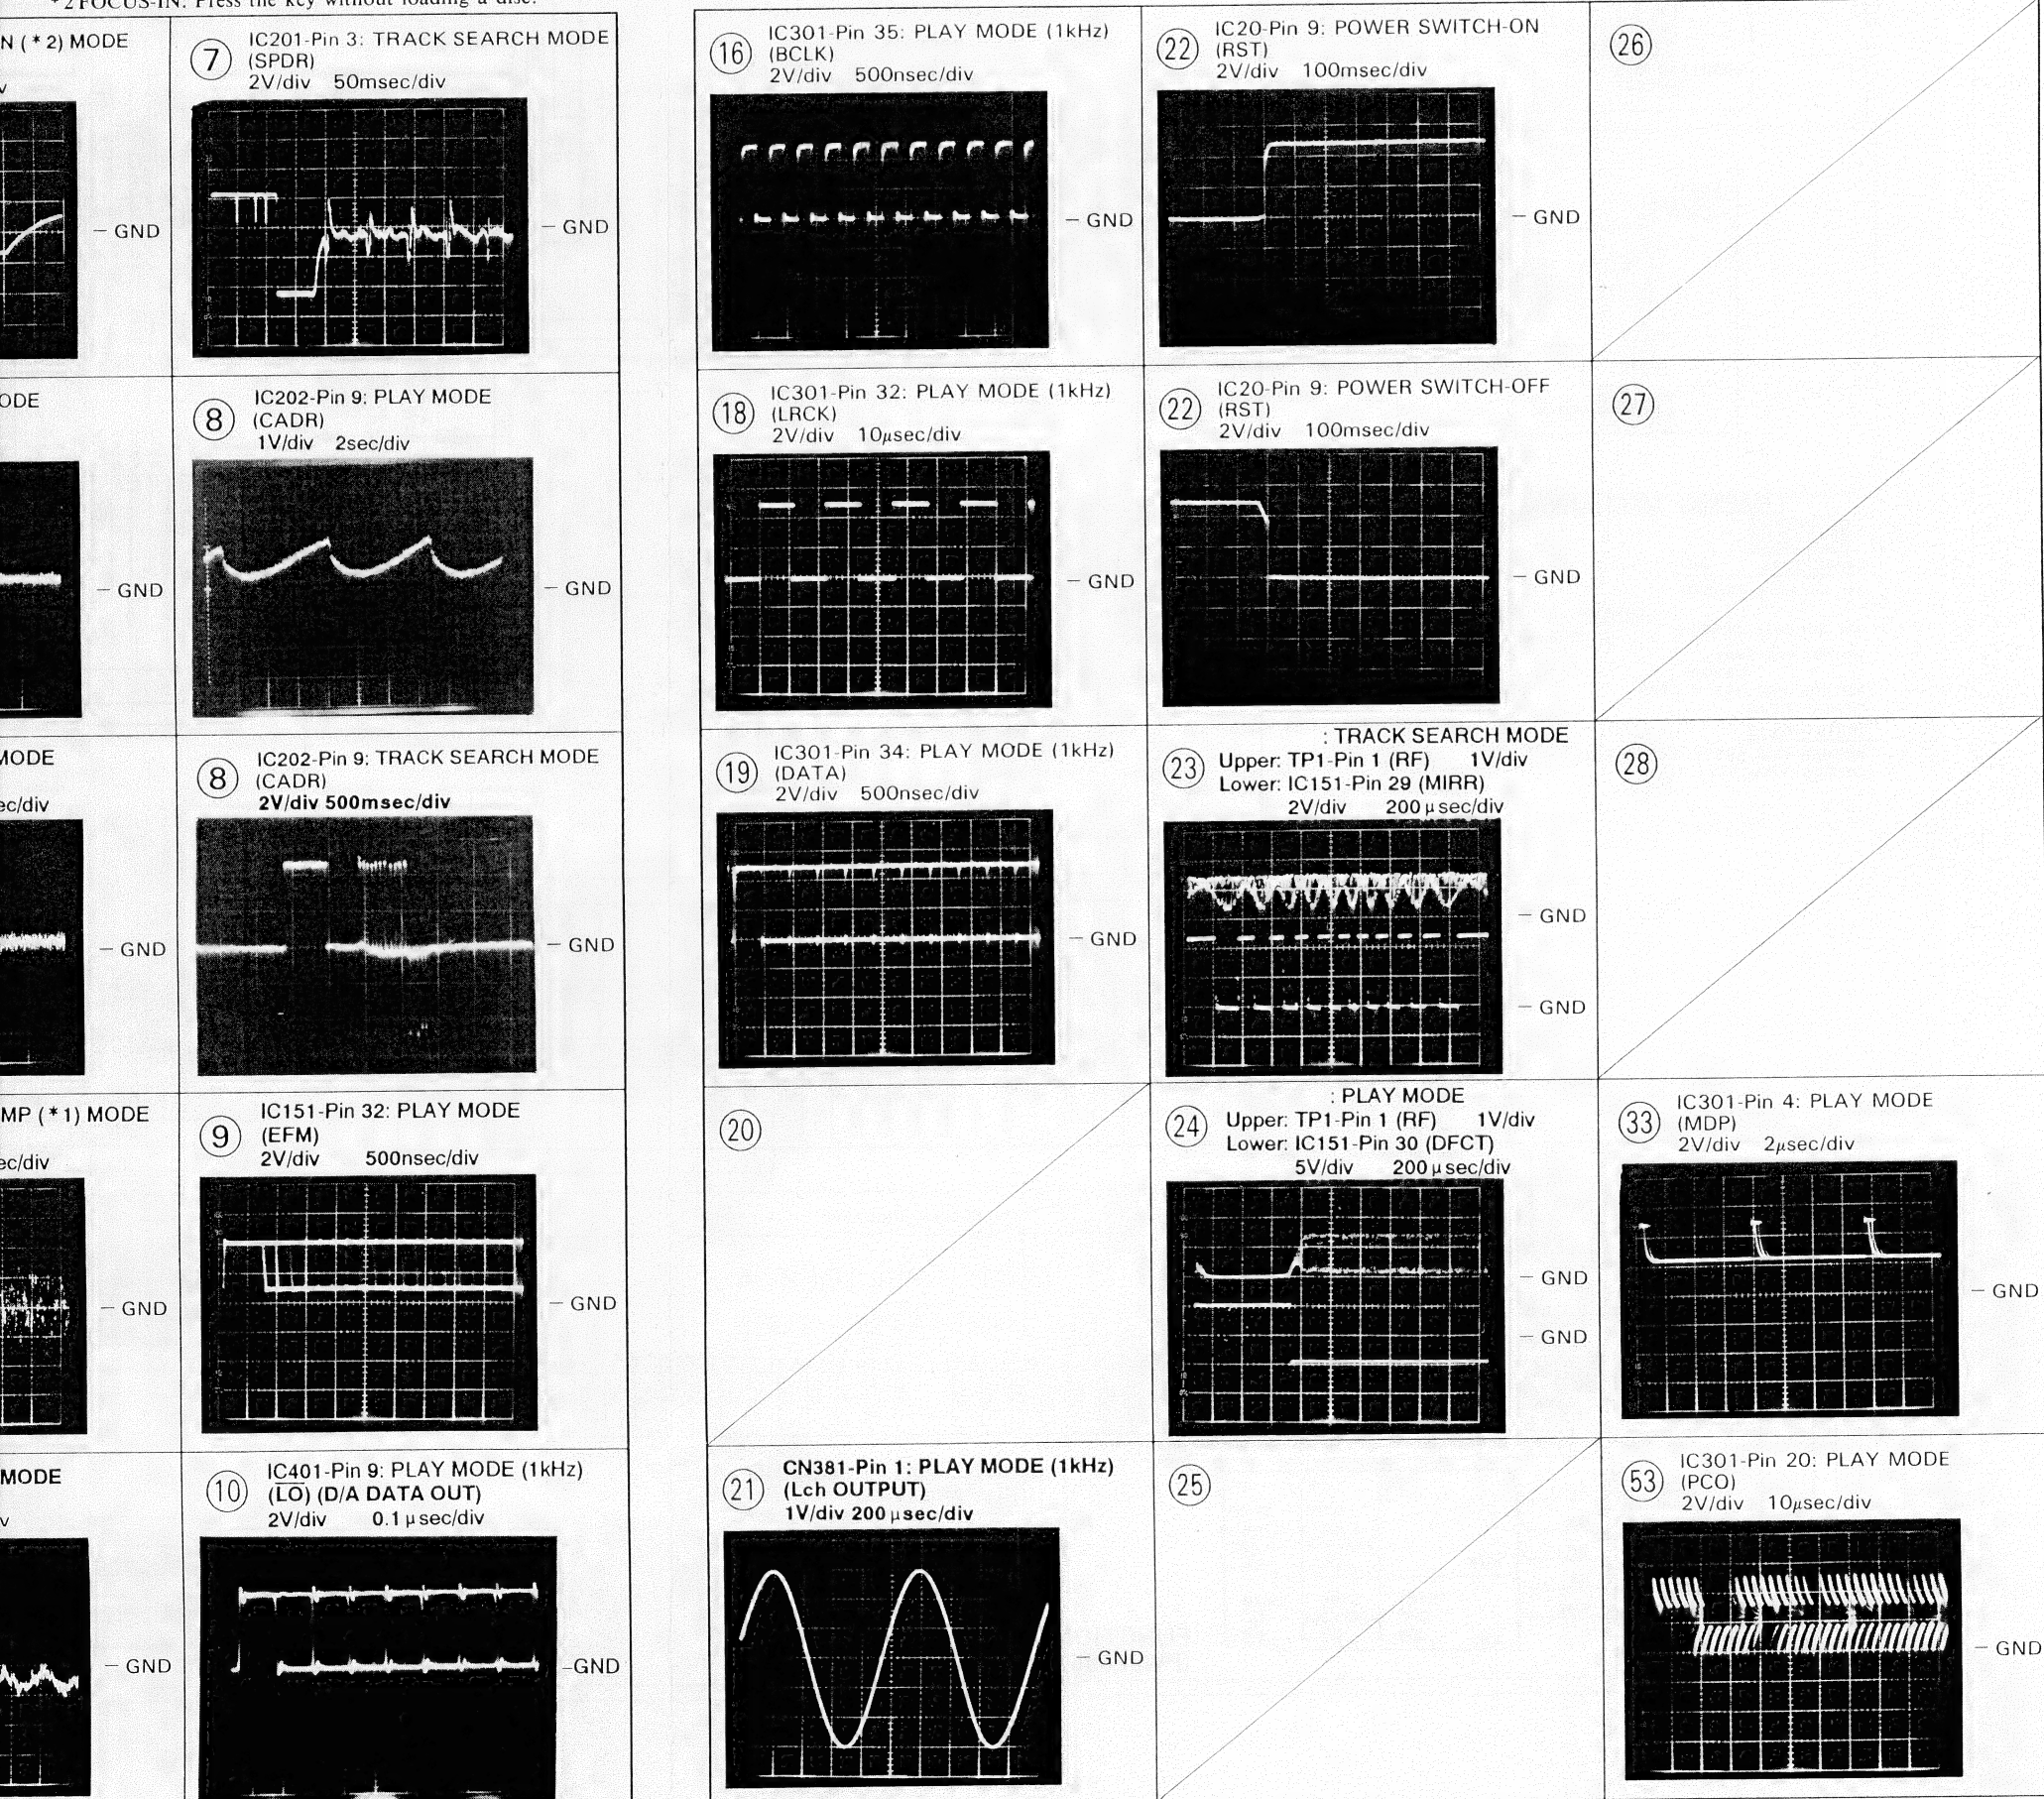 *2 FOCUS-IN: Press the key without loading a disc.
N (*2) MODE
v
– GND
7
IC201-Pin 3: TRACK SEARCH MODE
(SPDR)
2V/div 50msec/div
– GND
16
IC301-Pin 35: PLAY MODE (1kHz)
(BCLK)
2V/div 500nsec/div
– GND
22
IC20-Pin 9: POWER SWITCH-ON
(RST)
2V/div 100msec/div
– GND
26
ODE
– GND
8
IC202-Pin 9: PLAY MODE
(CADR)
1V/div 2sec/div
– GND
18
IC301-Pin 32: PLAY MODE (1kHz)
(LRCK)
2V/div 10μsec/div
– GND
22
IC20-Pin 9: POWER SWITCH-OFF
(RST)
2V/div 100msec/div
– GND
27
MODE
ec/div
– GND
8
IC202-Pin 9: TRACK SEARCH MODE
(CADR)
2V/div 500msec/div
– GND
19
IC301-Pin 34: PLAY MODE (1kHz)
(DATA)
2V/div 500nsec/div
– GND
23
: TRACK SEARCH MODE
Upper: TP1-Pin 1 (RF) 1V/div
Lower: IC151-Pin 29 (MIRR)
2V/div 200 μsec/div
– GND
– GND
28
MP (*1) MODE
ec/div
– GND
9
IC151-Pin 32: PLAY MODE
(EFM)
2V/div 500nsec/div
– GND
20
24
: PLAY MODE
Upper: TP1-Pin 1 (RF) 1V/div
Lower: IC151-Pin 30 (DFCT)
5V/div 200 μsec/div
– GND
– GND
33
IC301-Pin 4: PLAY MODE
(MDP)
2V/div 2μsec/div
– GND
MODE
v
– GND
10
IC401-Pin 9: PLAY MODE (1kHz)
(LO̅) (D/A DATA OUT)
2V/div 0.1 μsec/div
–GND
21
CN381-Pin 1: PLAY MODE (1kHz)
(Lch OUTPUT)
1V/div 200 μsec/div
– GND
25
53
IC301-Pin 20: PLAY MODE
(PCO)
2V/div 10μsec/div
– GND